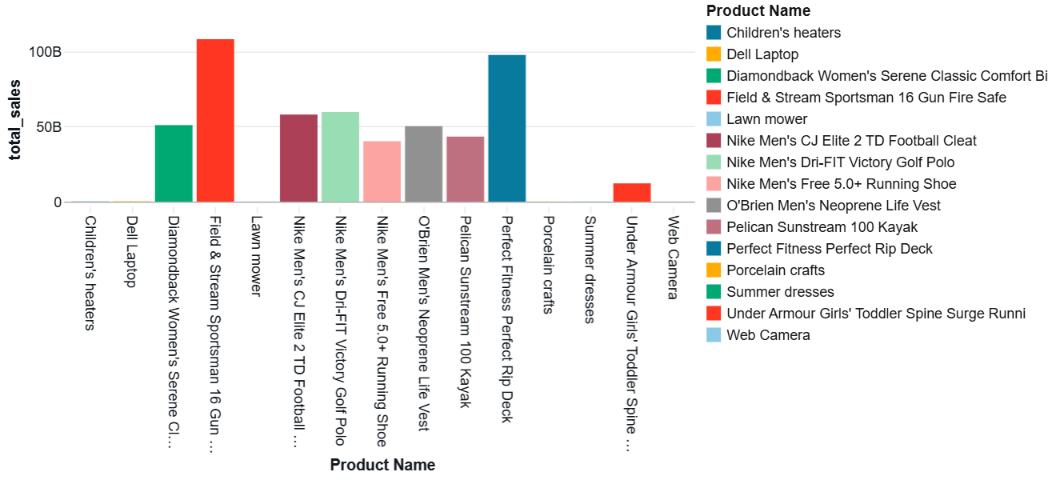 100B
50B
0
total_sales
Children's heaters
Dell Laptop
Diamondback Women's Serene Cl…
Field & Stream Sportsman 16 Gun …
Lawn mower
Nike Men's CJ Elite 2 TD Football …
Nike Men's Dri-FIT Victory Golf Polo
Nike Men's Free 5.0+ Running Shoe
O'Brien Men's Neoprene Life Vest
Pelican Sunstream 100 Kayak
Perfect Fitness Perfect Rip Deck
Porcelain crafts
Summer dresses
Under Armour Girls' Toddler Spine …
Web Camera
Product Name
Product Name
Children's heaters
Dell Laptop
Diamondback Women's Serene Classic Comfort Bi
Field & Stream Sportsman 16 Gun Fire Safe
Lawn mower
Nike Men's CJ Elite 2 TD Football Cleat
Nike Men's Dri-FIT Victory Golf Polo
Nike Men's Free 5.0+ Running Shoe
O'Brien Men's Neoprene Life Vest
Pelican Sunstream 100 Kayak
Perfect Fitness Perfect Rip Deck
Porcelain crafts
Summer dresses
Under Armour Girls' Toddler Spine Surge Runni
Web Camera